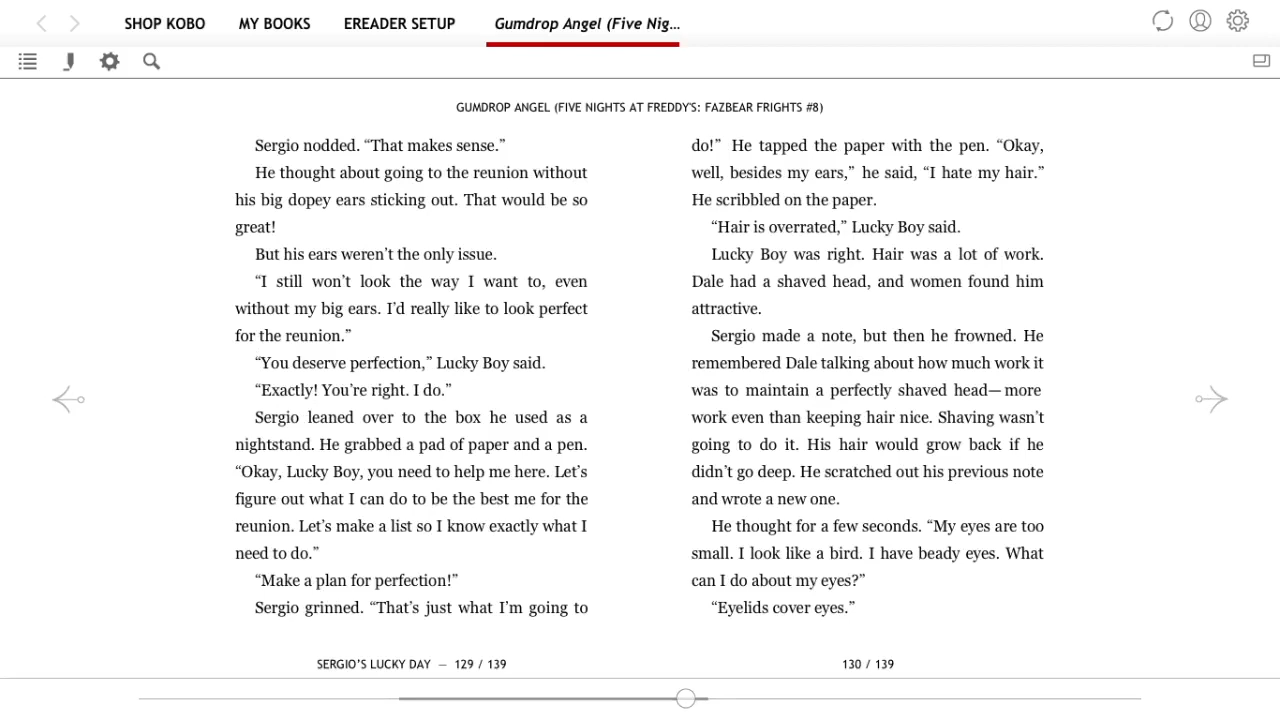 SHOP KOBO
MY BOOKS
EREADER SETUP
Gumdrop Angel (Five Nig...
GUMDROP ANGEL (FIVE NIGHTS AT FREDDY'S: FAZBEAR FRIGHTS #8)
Sergio nodded. “That makes sense.”
He thought about going to the reunion without
his big dopey ears sticking out. That would be so
great!
But his ears weren’t the only issue.
“I still won’t look the way I want to, even
without my big ears. I’d really like to look perfect
for the reunion.”
“You deserve perfection,” Lucky Boy said.
“Exactly! You’re right. I do.”
Sergio leaned over to the box he used as a
nightstand. He grabbed a pad of paper and a pen.
“Okay, Lucky Boy, you need to help me here. Let’s
figure out what I can do to be the best me for the
reunion. Let’s make a list so I know exactly what I
need to do.”
“Make a plan for perfection!”
Sergio grinned. “That’s just what I’m going to
SERGIO’S LUCKY DAY — 129 / 139
do!” He tapped the paper with the pen. “Okay,
well, besides my ears,” he said, “I hate my hair.”
He scribbled on the paper.
“Hair is overrated,” Lucky Boy said.
Lucky Boy was right. Hair was a lot of work.
Dale had a shaved head, and women found him
attractive.
Sergio made a note, but then he frowned. He
remembered Dale talking about how much work it
was to maintain a perfectly shaved head—more
work even than keeping hair nice. Shaving wasn’t
going to do it. His hair would grow back if he
didn’t go deep. He scratched out his previous note
and wrote a new one.
He thought for a few seconds. “My eyes are too
small. I look like a bird. I have beady eyes. What
can I do about my eyes?”
“Eyelids cover eyes.”
130 / 139